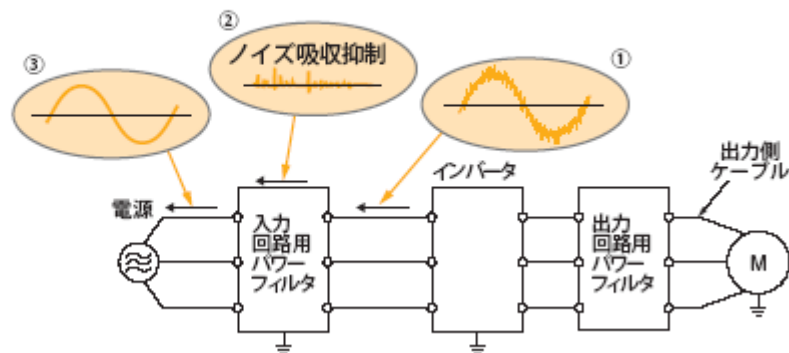 ②
ノイズ吸収抑制
③
①
出力側
ケーブル
インバータ
電源
入力
回路用
パワー
フィルタ
出力
回路用
パワー
フィルタ
M